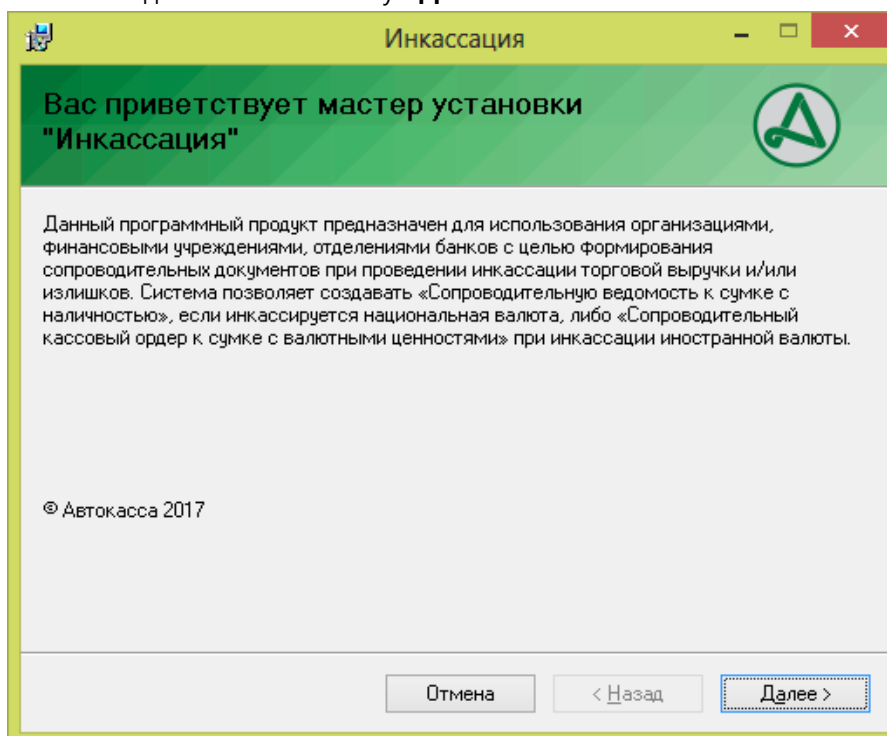 Инкассация
Вас приветствует мастер установки
"Инкассация"
Данный программный продукт предназначен для использования организациями,
финансовыми учреждениями, отделениями банков с целью формирования
сопроводительных документов при проведении инкассации торговой выручки и/или
излишков. Система позволяет создавать «Сопроводительную ведомость к сумке с
наличностью», если инкассируется национальная валюта, либо «Сопроводительный
кассовый ордер к сумке с валютными ценностями» при инкассации иностранной валюты.
© Автокасса 2017
Отмена < Назад Далее >